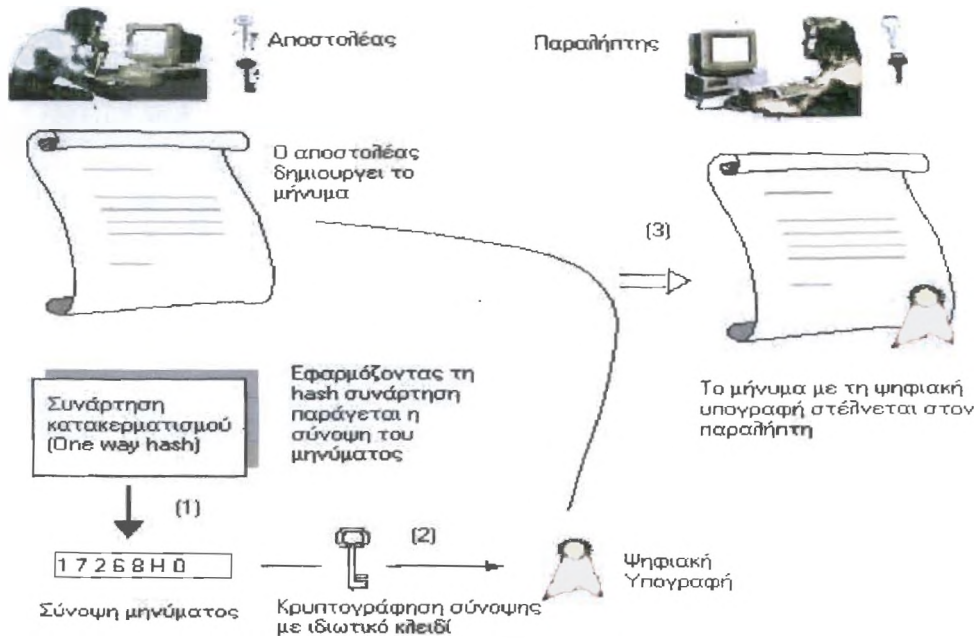 Αποστολέας
Παραλήπτης
Ο αποστολέας
δημιουργει το
μήνυμα
(3)
Συνάρτηση
κατακερματισμού
(One way hash)
Εφαρμόζοντας τη
hash συνάρτηση
παράγεται η
σύνοψη του
μηνύματος
Το μήνυμα με τη ψηφιακή
υπογραφή στέλνεται στον
παραλήπτη
(1)
17268H0
Σύνοψη μηνύματος
(2)
Κρυπτογράφηση σύνοψης
με ιδιωτικό κλειδί
Ψηφιακή
Υπογραφή